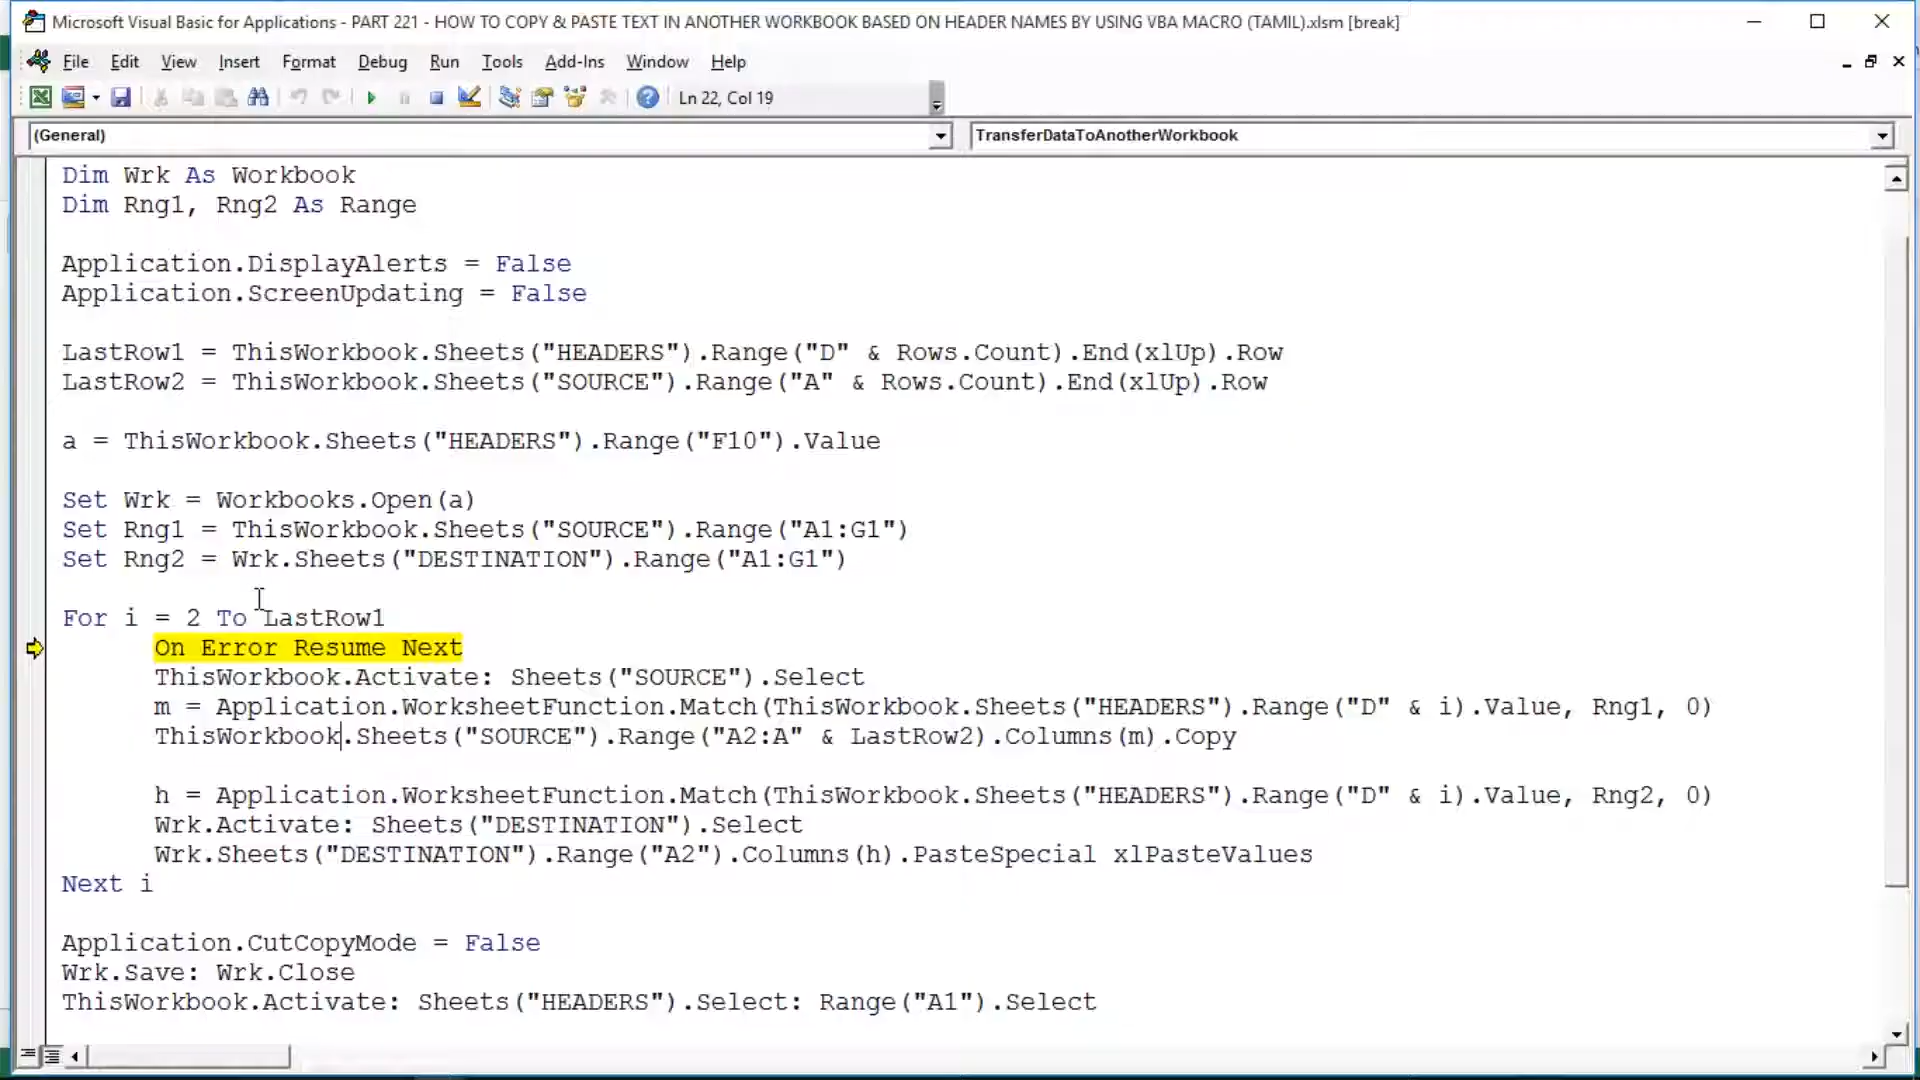 Microsoft Visual Basic for Applications - PART 221 - HOW TO COPY & PASTE TEXT IN ANOTHER WORKBOOK BASED ON HEADER NAMES BY USING VBA MACRO (TAMIL).xlsm [break]
File Edit View Insert Format Debug Run Tools Add-Ins Window Help
Ln 22, Col 19
(General) TransferDataToAnotherWorkbook
Dim Wrk As Workbook
Dim Rng1, Rng2 As Range
Application.DisplayAlerts = False
Application.ScreenUpdating = False
LastRow1 = ThisWorkbook.Sheets("HEADERS").Range("D" & Rows.Count).End(xlUp).Row
LastRow2 = ThisWorkbook.Sheets("SOURCE").Range("A" & Rows.Count).End(xlUp).Row
a = ThisWorkbook.Sheets("HEADERS").Range("F10").Value
Set Wrk = Workbooks.Open(a)
Set Rng1 = ThisWorkbook.Sheets("SOURCE").Range("A1:G1")
Set Rng2 = Wrk.Sheets("DESTINATION").Range("A1:G1")
For i = 2 To LastRow1
On Error Resume Next
ThisWorkbook.Activate: Sheets("SOURCE").Select
m = Application.WorksheetFunction.Match(ThisWorkbook.Sheets("HEADERS").Range("D" & i).Value, Rng1, 0)
ThisWorkbook.Sheets("SOURCE").Range("A2:A" & LastRow2).Columns(m).Copy
h = Application.WorksheetFunction.Match(ThisWorkbook.Sheets("HEADERS").Range("D" & i).Value, Rng2, 0)
Wrk.Activate: Sheets("DESTINATION").Select
Wrk.Sheets("DESTINATION").Range("A2").Columns(h).PasteSpecial xlPasteValues
Next i
Application.CutCopyMode = False
Wrk.Save: Wrk.Close
ThisWorkbook.Activate: Sheets("HEADERS").Select: Range("A1").Select